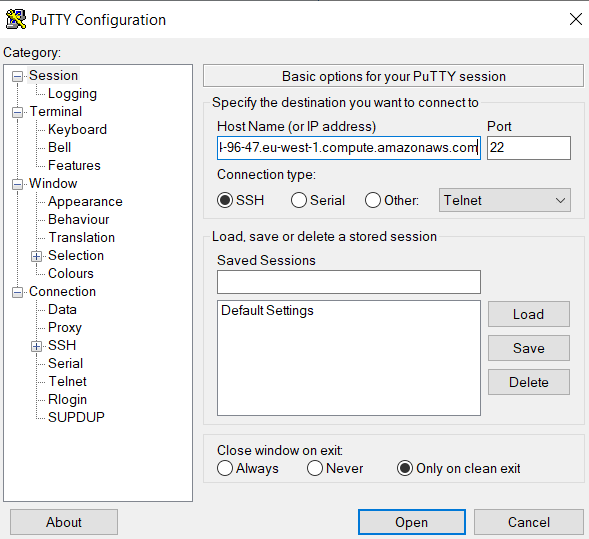 PuTTY Configuration
Category:
Session
Logging
Terminal
Keyboard
Bell
Features
Window
Appearance
Behaviour
Translation
Selection
Colours
Connection
Data
Proxy
SSH
Serial
Telnet
Rlogin
SUPDUP
Basic options for your PuTTY session
Specify the destination you want to connect to
Host Name (or IP address) Port
-96-47.eu-west-1.compute.amazonaws.com 22
Connection type:
SSH Serial Other: Telnet
Load, save or delete a stored session
Saved Sessions
Default Settings
Load
Save
Delete
Close window on exit:
Always Never Only on clean exit
About Open Cancel